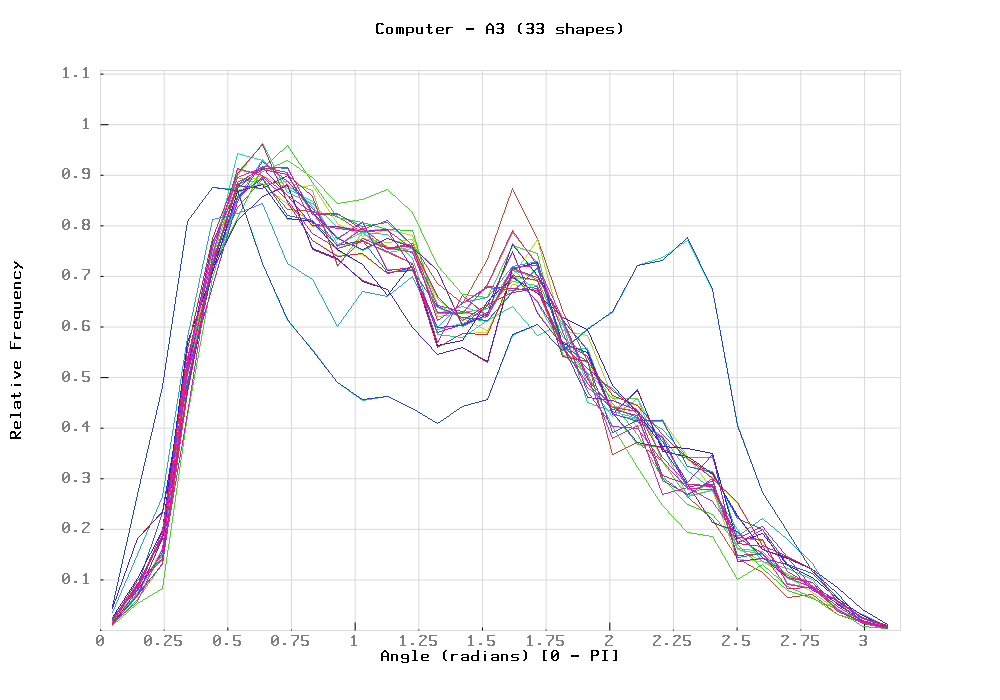 Computer - A3 (33 shapes)
1.1
1
0.9
0.8
0.7
0.6
0.5
0.4
0.3
0.2
0.1
Relative Frequency
0 0.25 0.5 0.75 1 1.25 1.5 1.75 2 2.25 2.5 2.75 3
Angle (radians) [0 - PI]